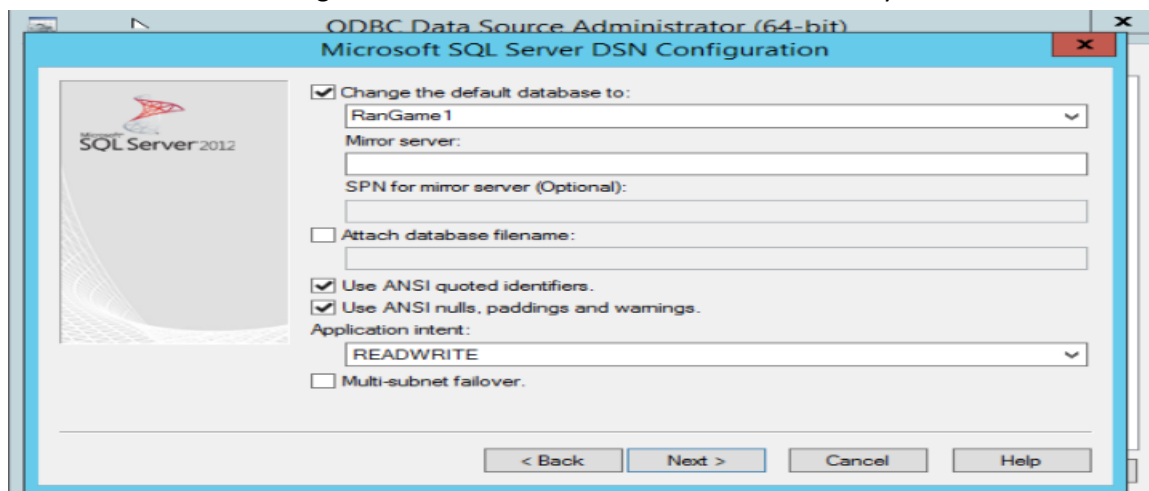 ODBC Data Source Administrator (64-bit)
Microsoft SQL Server DSN Configuration
Change the default database to:
RanGame1
Mirror server:
SPN for mirror server (Optional):
Attach database filename:
Use ANSI quoted identifiers.
Use ANSI nulls, paddings and warnings.
Application intent:
READWRITE
Multi-subnet failover.
Microsoft
SQL Server 2012
< Back Next > Cancel Help